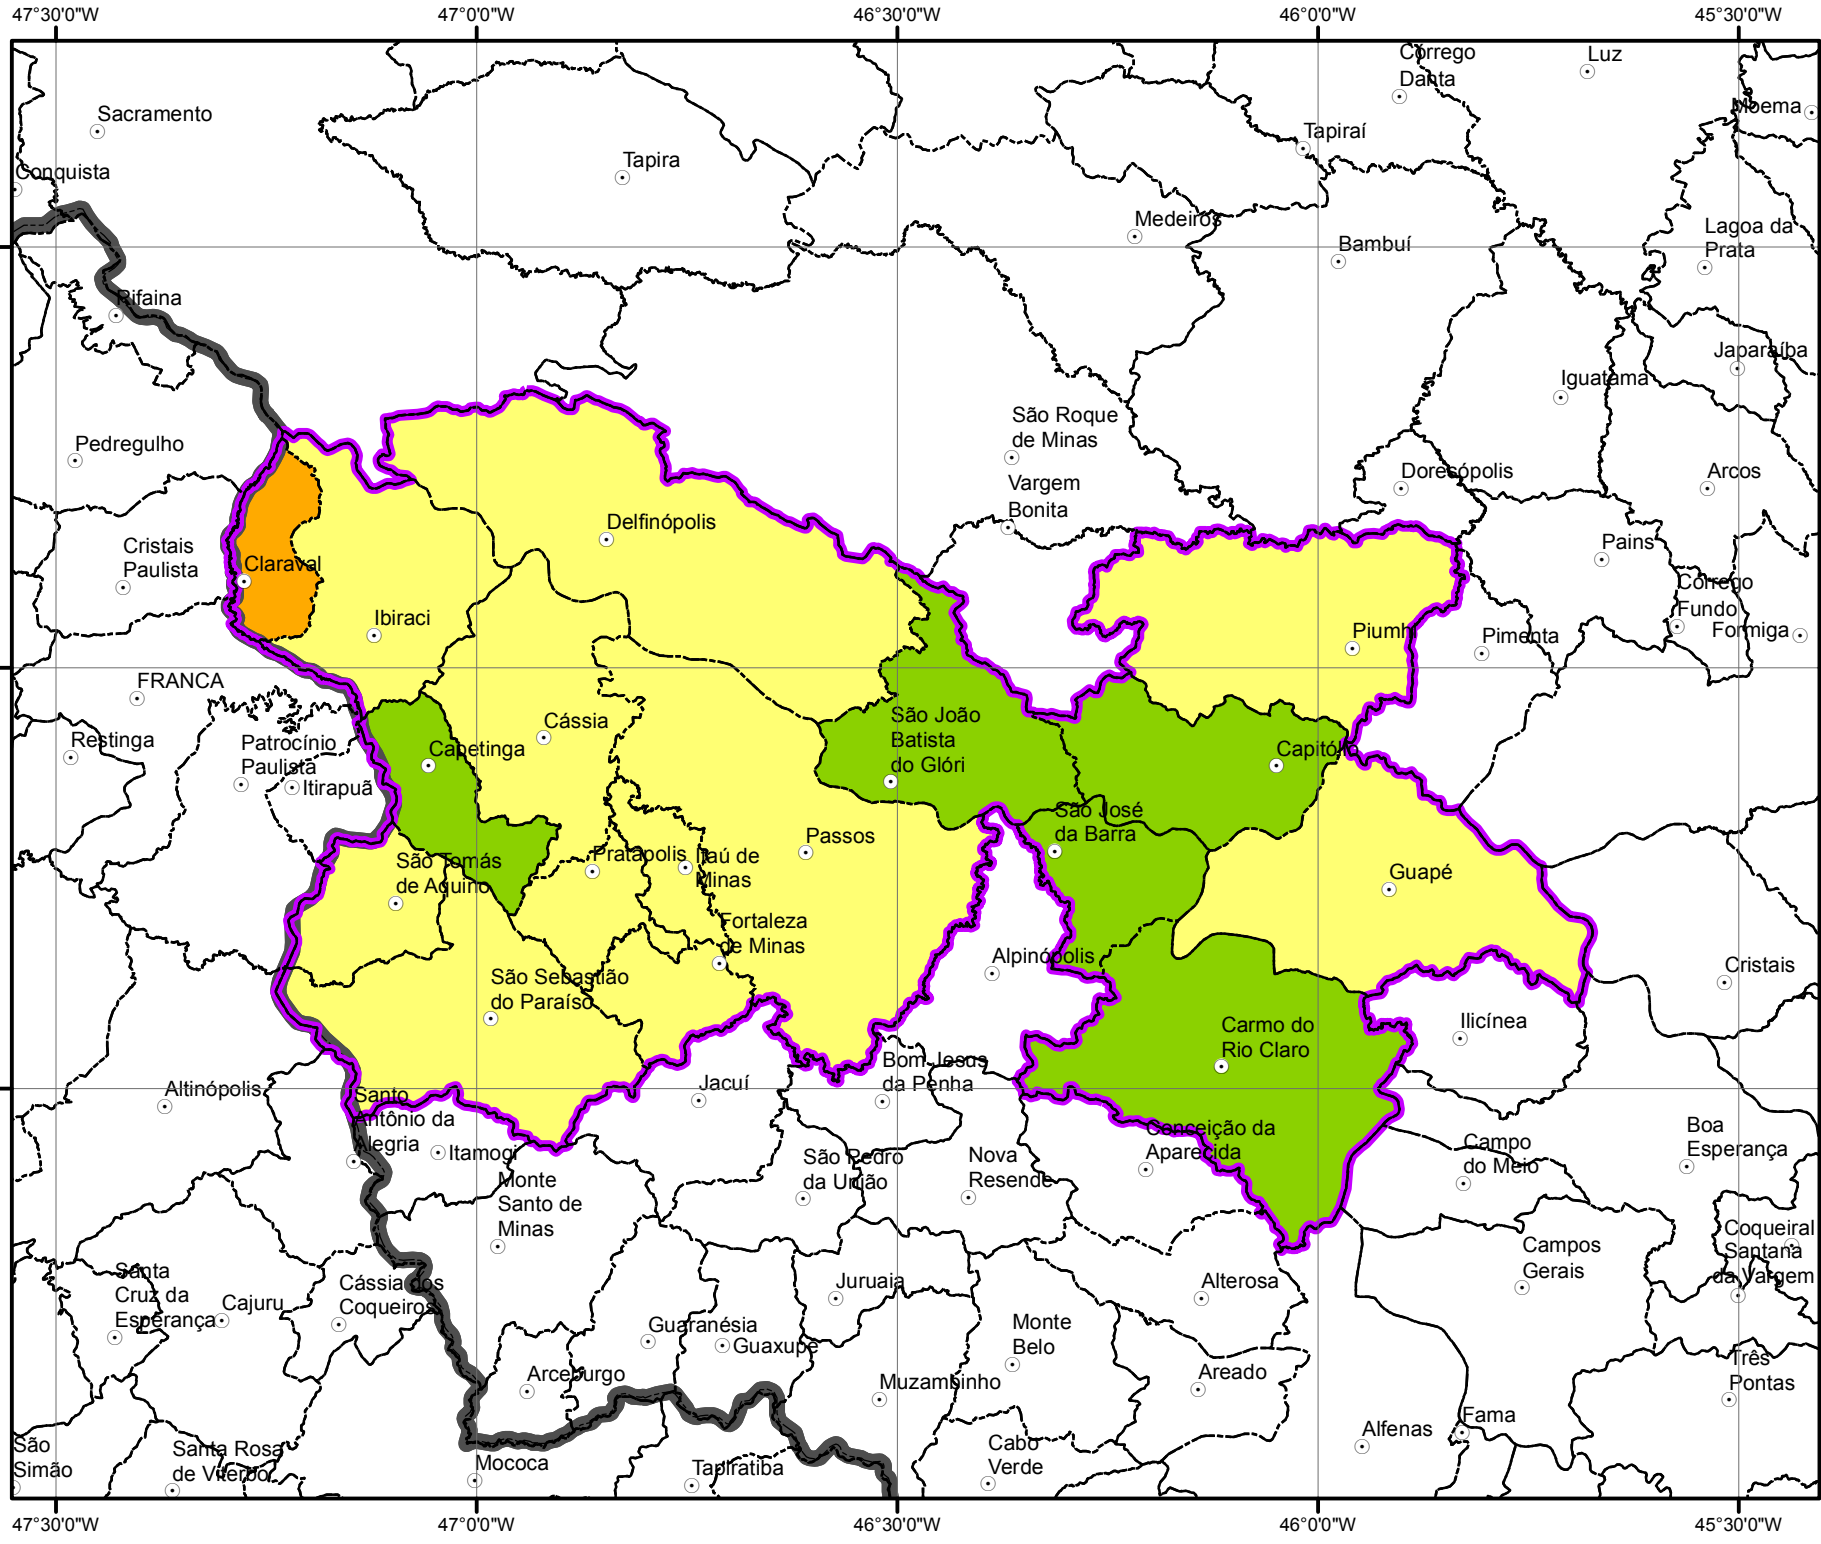 47°30'0"W
47°0'0"W
46°30'0"W
46°0'0"W
45°30'0"W
Córrego
Danta
Luz
Moema
Sacramento
Tapiraí
Tapira
Conquista
Medeiros
Bambuí
Lagoa da
Prata
Rifaina
Japaraíba
Iguatama
São Roque
de Minas
Pedregulho
Vargem
Bonita
Doresópolis
Arcos
Delfinópolis
Cristais
Paulista
Claraval
Pains
Córrego
Fundo
Formiga
Ibiraci
Piumhi
Pimenta
FRANCA
São João
Batista
do Glóri
Cássia
Restinga
Patrocínio
Paulista
Itirapuã
Capetinga
Capitólio
São José
da Barra
Passos
São Tomás
de Aquino
Pratápolis
Itaú de
Minas
Guapé
Fortaleza
de Minas
Alpinópolis
São Sebastião
do Paraíso
Cristais
Carmo do
Rio Claro
Ilicínea
Bom Jesus
da Penha
Jacuí
Altinópolis
Santo
Antônio da
Alegria
Itamogi
Conceição da
Aparecida
Campo
do Meio
Boa
Esperança
São Pedro
da União
Nova
Resende
Monte
Santo de
Minas
Coqueiral
Santana
da Vargem
Campos
Gerais
Santa
Cruz da
Esperança
Cajuru
Cássia dos
Coqueiros
Juruaia
Alterosa
Guaranésia
Guaxupé
Monte
Belo
Arceburgo
Muzambinho
Areado
Três
Pontas
Alfenas
Fama
São
Simão
Santa Rosa
de Viterbo
Mococa
Tapiratiba
Cabo
Verde
47°30'0"W
47°0'0"W
46°30'0"W
46°0'0"W
45°30'0"W